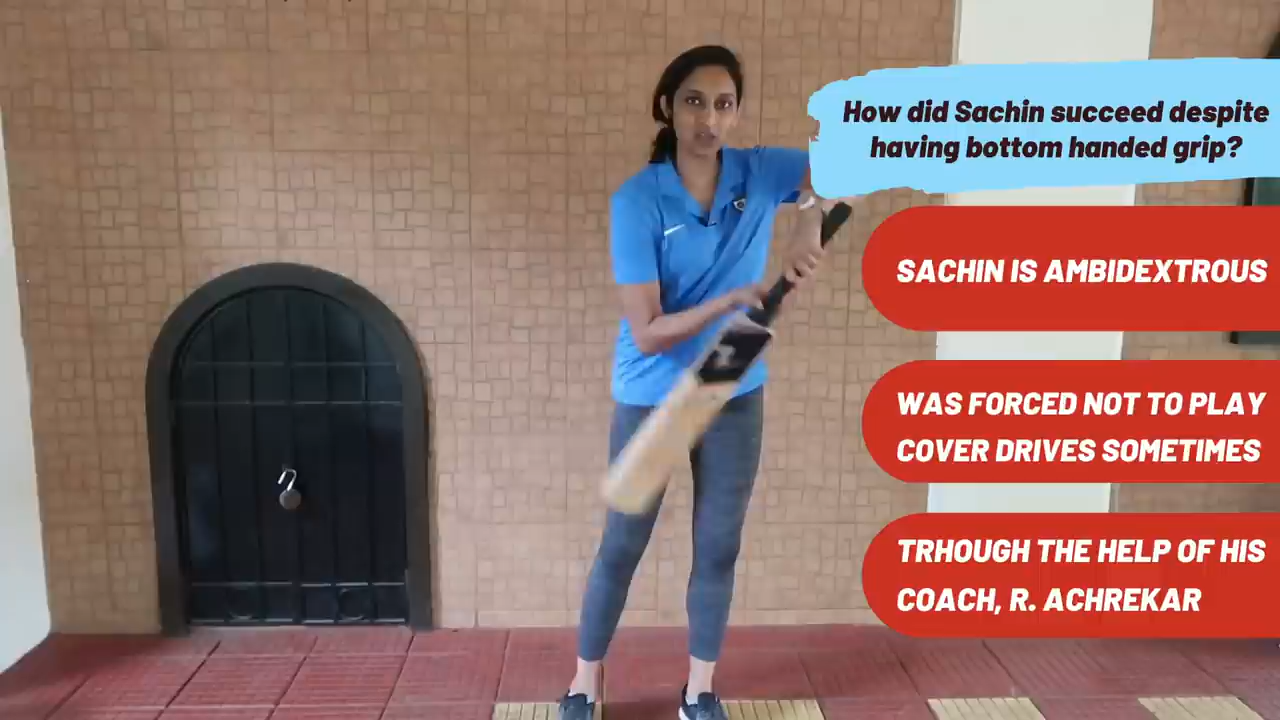 How did Sachin succeed despite
having bottom handed grip?
SACHIN IS AMBIDEXTROUS
WAS FORCED NOT TO PLAY
COVER DRIVES SOMETIMES
TRHOUGH THE HELP OF HIS
COACH, R. ACHREKAR